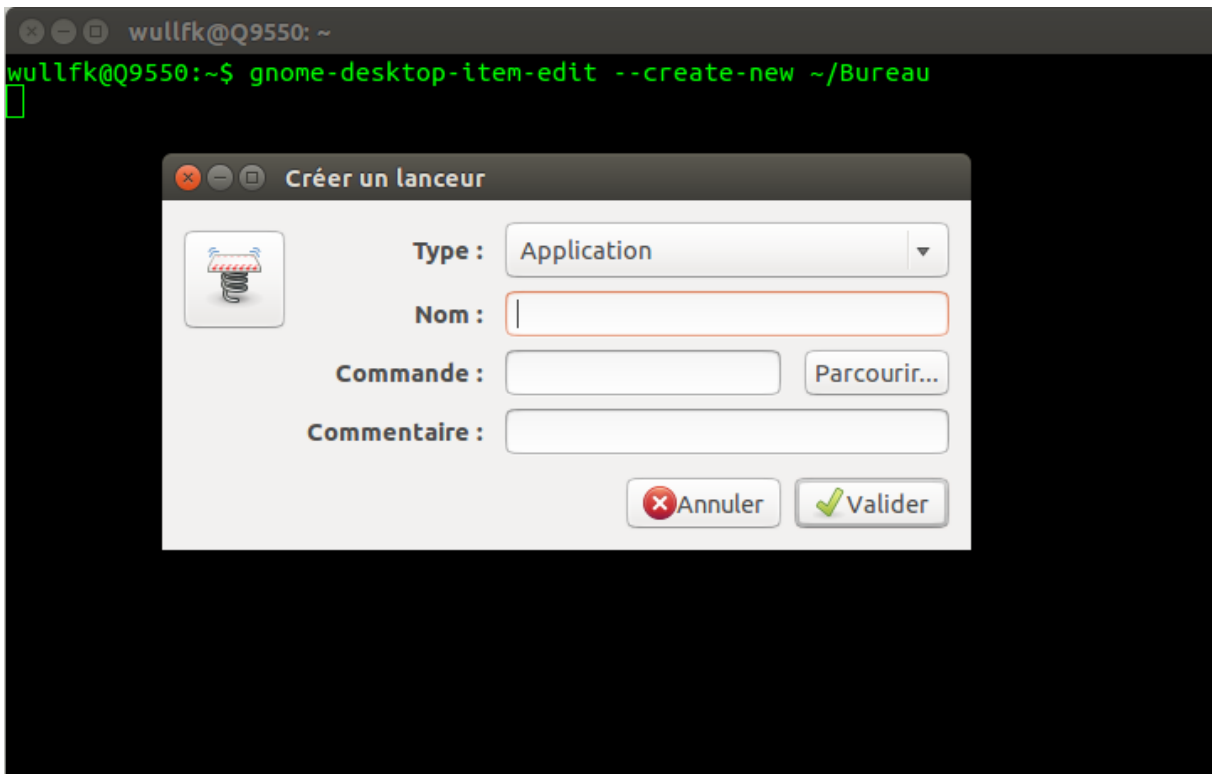 wullfk@Q9550: ~
wullfk@Q9550:~$ gnome-desktop-item-edit --create-new ~/Bureau
Créer un lanceur
Type : Application
Nom :
Commande : Parcourir...
Commentaire :
Annuler Valider